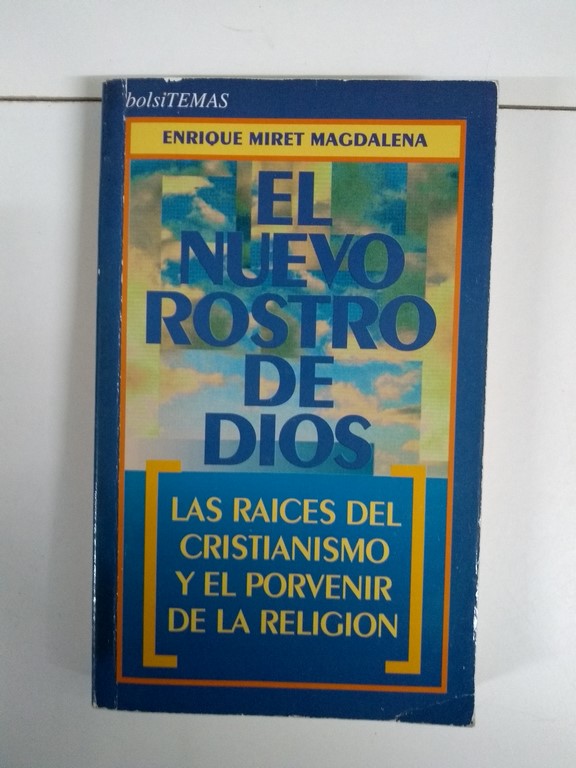 bolsiTEMAS
ENRIQUE MIRET MAGDALENA
EL
NUEVO
ROSTRO
DE
DIOS
LAS RAICES DEL
CRISTIANISMO
Y EL PORVENIR
DE LA RELIGION